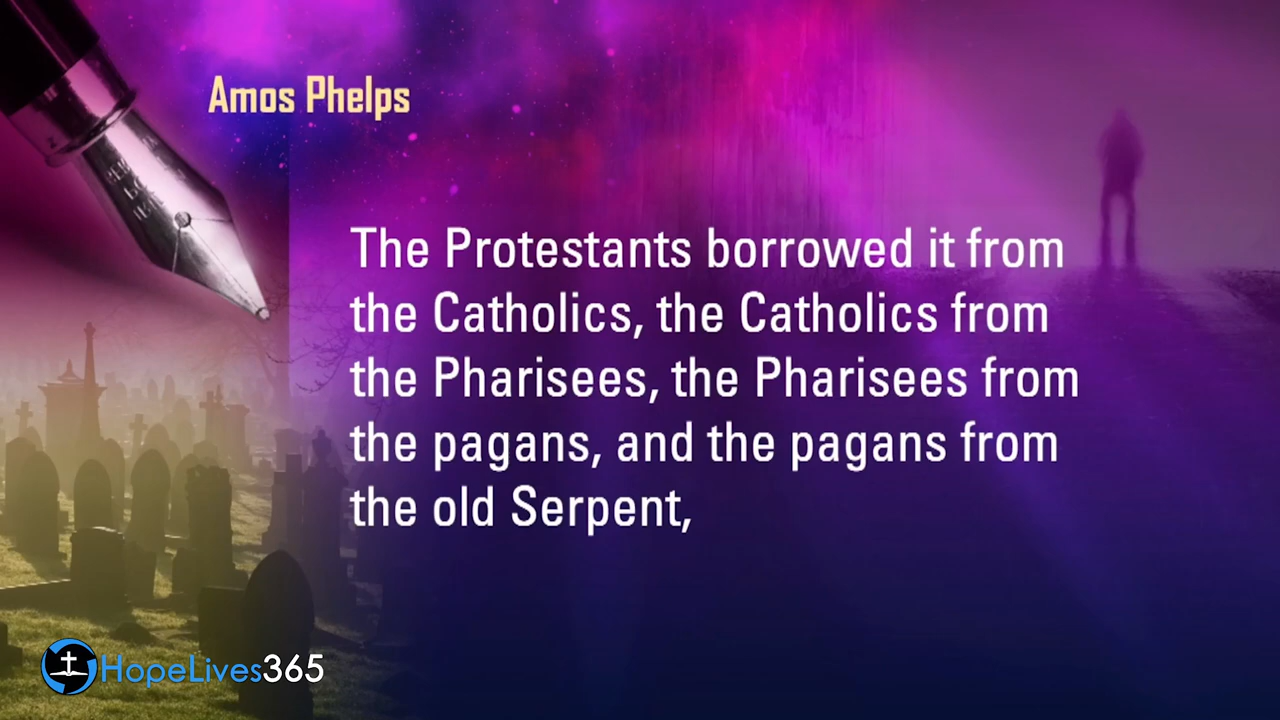 Amos Phelps
The Protestants borrowed it from
the Catholics, the Catholics from
the Pharisees, the Pharisees from
the pagans, and the pagans from
the old Serpent,
HopeLives365